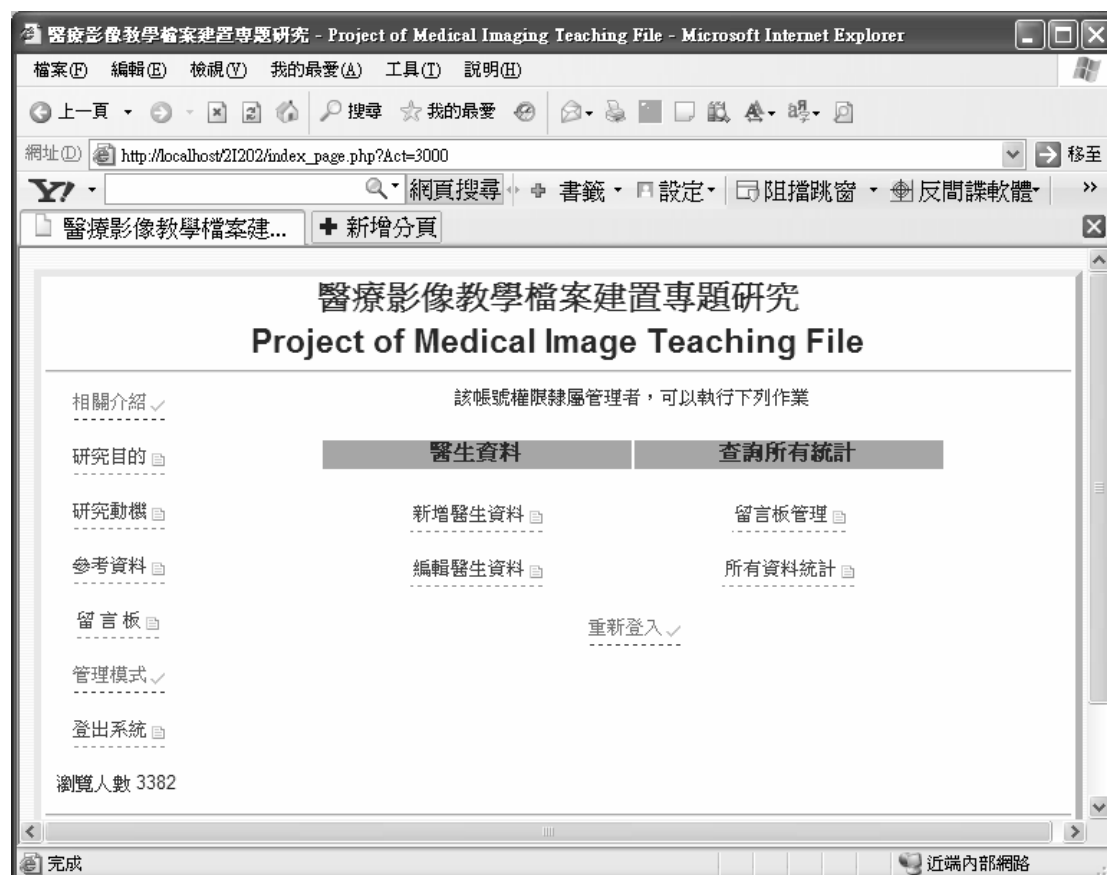 醫療影像教學檔案建置專題研究 - Project of Medical Imaging Teaching File - Microsoft Internet Explorer
檔案(F) 編輯(E) 檢視(V) 我的最愛(A) 工具(T) 說明(H)
上一頁 搜尋 我的最愛
網址(D) http://localhost/2I202/index_page.php?Act=3000 移至
Y! 網頁搜尋 書籤 設定 阻擋跳窗 反間諜軟體 »
醫療影像教學檔案建... 新增分頁
醫療影像教學檔案建置專題研究
Project of Medical Image Teaching File
該帳號權限隸屬管理者，可以執行下列作業
相關介紹
研究目的
研究動機
參考資料
留言板
管理模式
登出系統
瀏覽人數 3382
醫生資料 查詢所有統計
新增醫生資料 留言板管理
編輯醫生資料 所有資料統計
重新登入
完成 近端內部網路